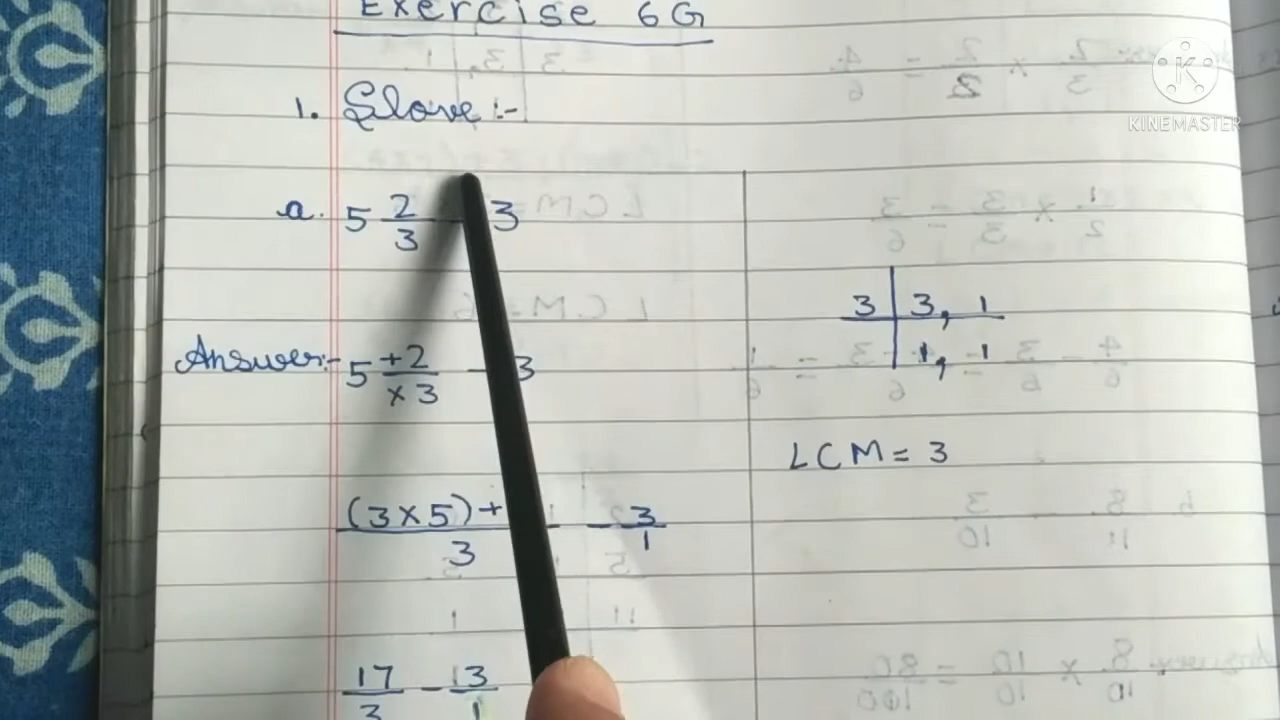 Exercise 6G
1. Slove :-
a. 5 2/3 - 3
Answer:- 5 +2/×3 - 3
(3×5)+ /3 - 3/1
17/3 - 13/1
3 | 3, 1
1, 1
LCM = 3
KINEMASTER